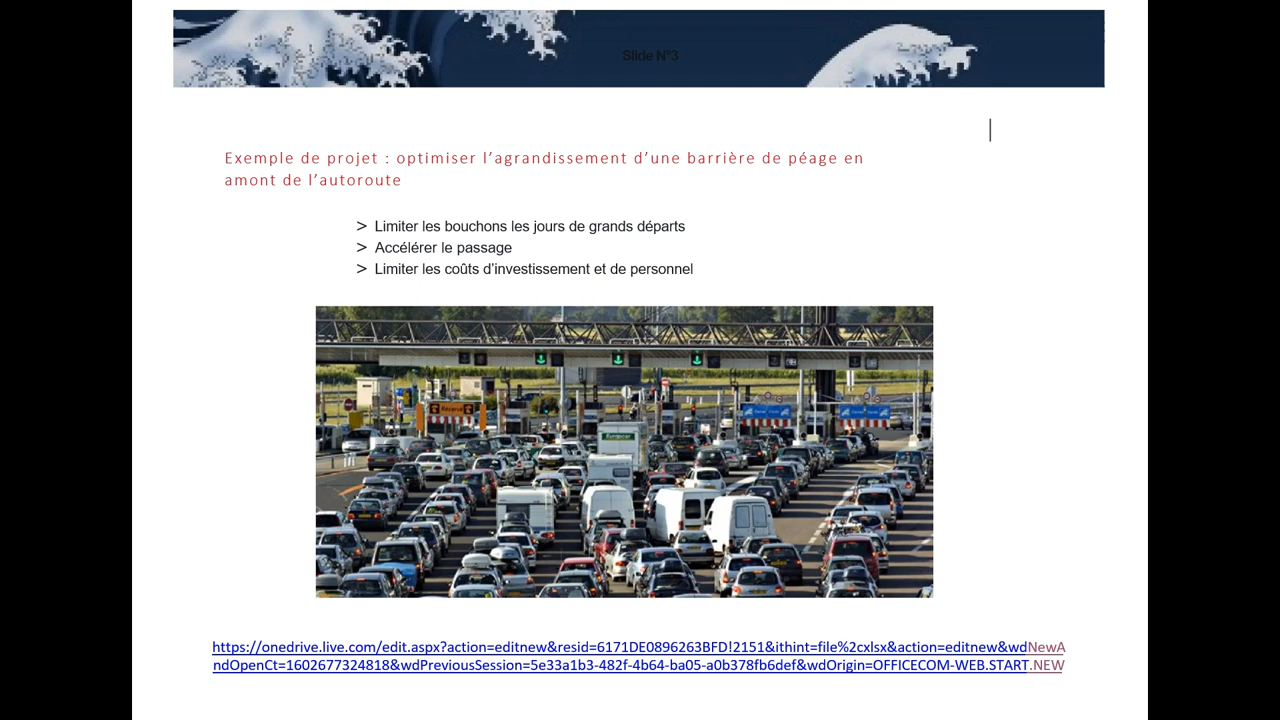 Slide N°3
Exemple de projet : optimiser l’agrandissement d’une barrière de péage en
amont de l’autoroute
> Limiter les bouchons les jours de grands départs
> Accélérer le passage
> Limiter les coûts d’investissement et de personnel
Réservé
Europcar
https://onedrive.live.com/edit.aspx?action=editnew&resid=6171DE0896263BFD!2151&ithint=file%2cxlsx&action=editnew&wdNewA
ndOpenCt=1602677324818&wdPreviousSession=5e33a1b3-482f-4b64-ba05-a0b378fb6def&wdOrigin=OFFICECOM-WEB.START.NEW